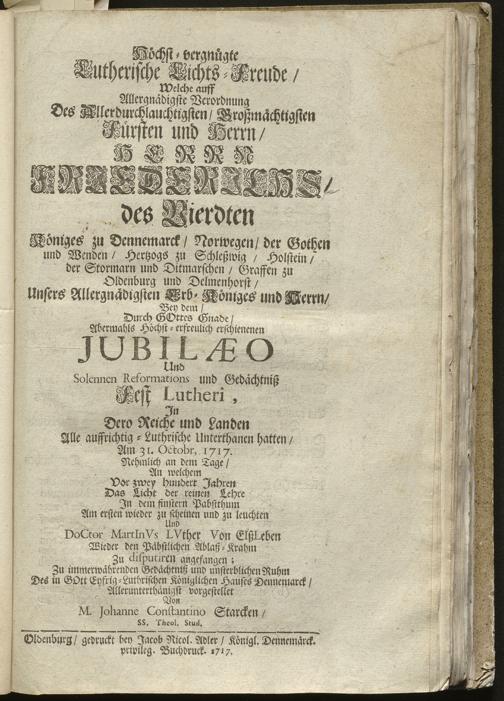 Höchst-vergnügte
Lutherische Lichts-Freude /
Welche auff
Allergnädigste Verordnung
Des Allerdurchlauchtigsten / Großmächtigsten
Fürsten und Herrn /
HERRN
FRIEDERICHS /
des Vierdten
Königes zu Dennemarck / Norwegen / der Gothen
und Wenden / Hertzogs zu Schleßwig / Holstein /
der Stormarn und Ditmarschen / Graffen zu
Oldenburg und Delmenhorst /
Unsers Allergnädigsten Erb-Königes und Herrn /
Bey dem /
Durch GOttes Gnade /
Abermahls Höchst-erfreulich erschienenen
JUBILÆO
Und
Solennen Reformations und Gedächtniß
Fest Lutheri ,
In
Dero Reiche und Landen
Alle auffrichtig-Luthrische Unterthanen hatten /
Am 31. Octobr, 1717.
Nehmlich an dem Tage /
An welchem
Vor zwey hundert Jahren
Das Licht der reinen Lehre
In dem finstern Pabstthum
Am ersten wieder zu scheinen und zu leuchten
Und
DoCtor MartInVs LVther Von EIsLeben
Wieder den Päbstlichen Ablaß-Krahm
Zu disputiren angefangen ;
Zu immerwährenden Gedächtniß und unsterblichen Ruhm
Des in GOtt Eyfrig-Luthrischen Königlichen Hauses Dennemarck /
Allerunterthänigst vorgestellet
Von
M. Johanne Constantino Starcken /
SS. Theol. Stud.
Oldenburg / gedruckt bey Jacob Nicol. Adler / Königl. Dennemärck.
privileg. Buchdruck. 1717.